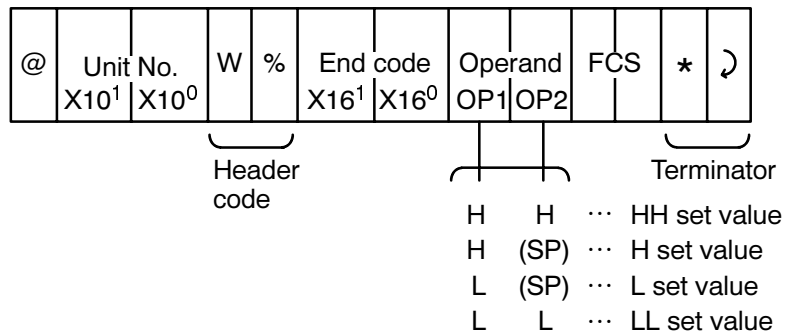 @ Unit No. W % End code Operand FCS * ⤸
X10¹ X10⁰ X16¹ X16⁰ OP1 OP2
Header code Terminator
H H ··· HH set value
H (SP) ··· H set value
L (SP) ··· L set value
L L ··· LL set value